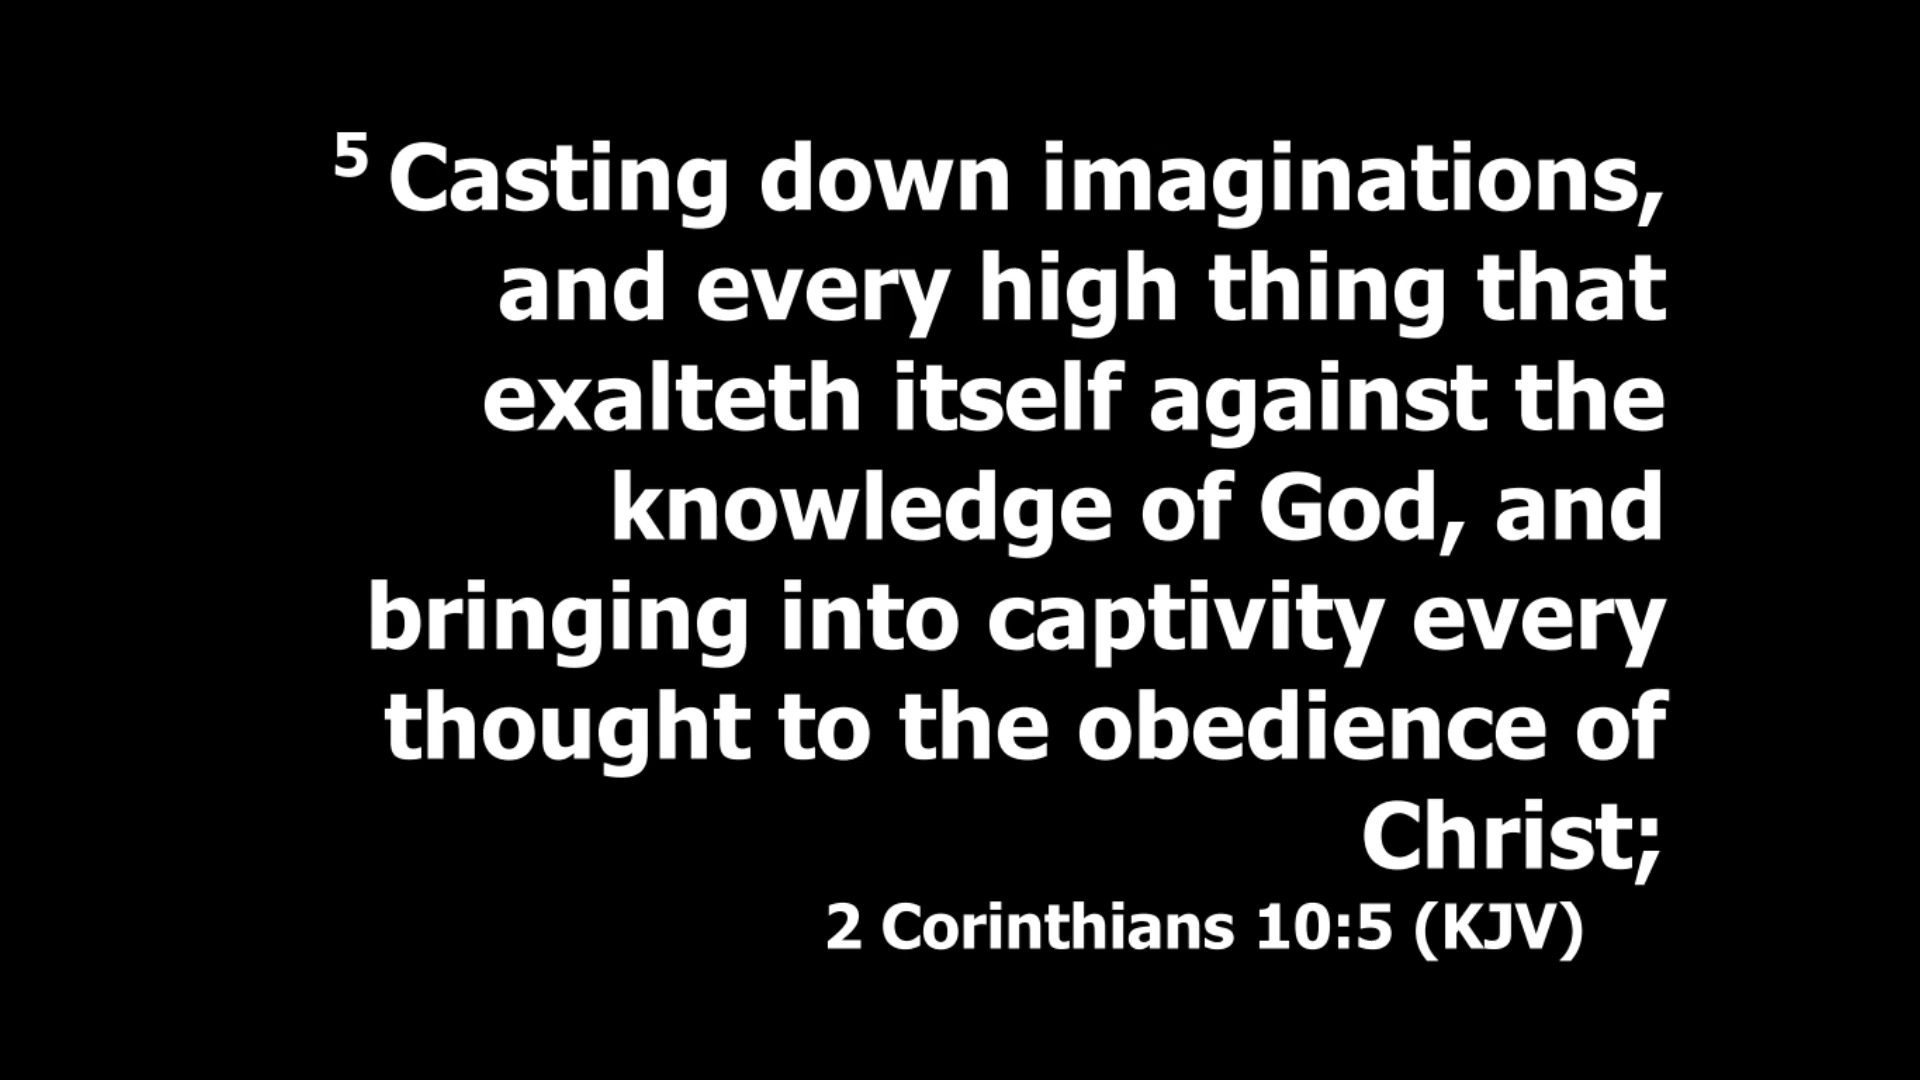 5 Casting down imaginations,
and every high thing that
exalteth itself against the
knowledge of God, and
bringing into captivity every
thought to the obedience of
Christ;
2 Corinthians 10:5 (KJV)